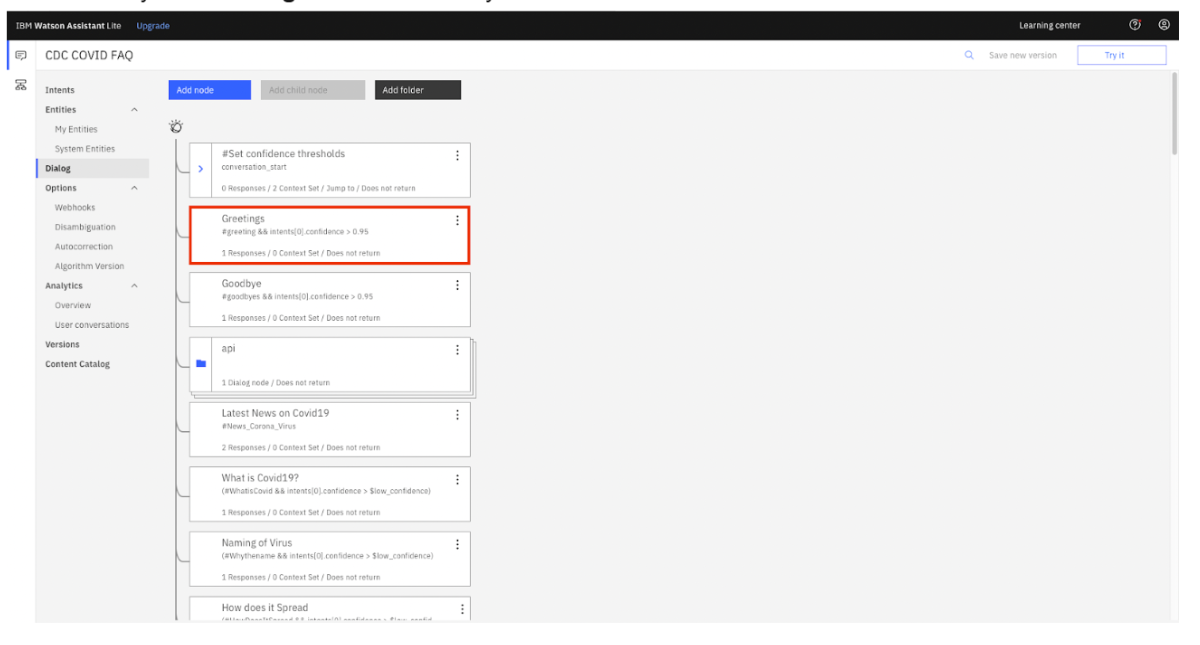 IBM Watson Assistant Lite Upgrade Learning center
CDC COVID FAQ Save new version Try it
Intents
Entities
My Entities
System Entities
Dialog
Options
Webhooks
Disambiguation
Autocorrection
Algorithm Version
Analytics
Overview
User conversations
Versions
Content Catalog
Add node Add child node Add folder
#Set confidence thresholds
conversation_start
0 Responses / 2 Context Set / Jump to / Does not return
Greetings
#greeting && intents[0].confidence > 0.95
1 Responses / 0 Context Set / Does not return
Goodbye
#goodbyes && intents[0].confidence > 0.95
1 Responses / 0 Context Set / Does not return
api
1 Dialog node / Does not return
Latest News on Covid19
#News_Corona_Virus
2 Responses / 0 Context Set / Does not return
What is Covid19?
(#WhatisCovid && intents[0].confidence > $low_confidence)
1 Responses / 0 Context Set / Does not return
Naming of Virus
(#Whythename && intents[0].confidence > $low_confidence)
1 Responses / 0 Context Set / Does not return
How does it Spread